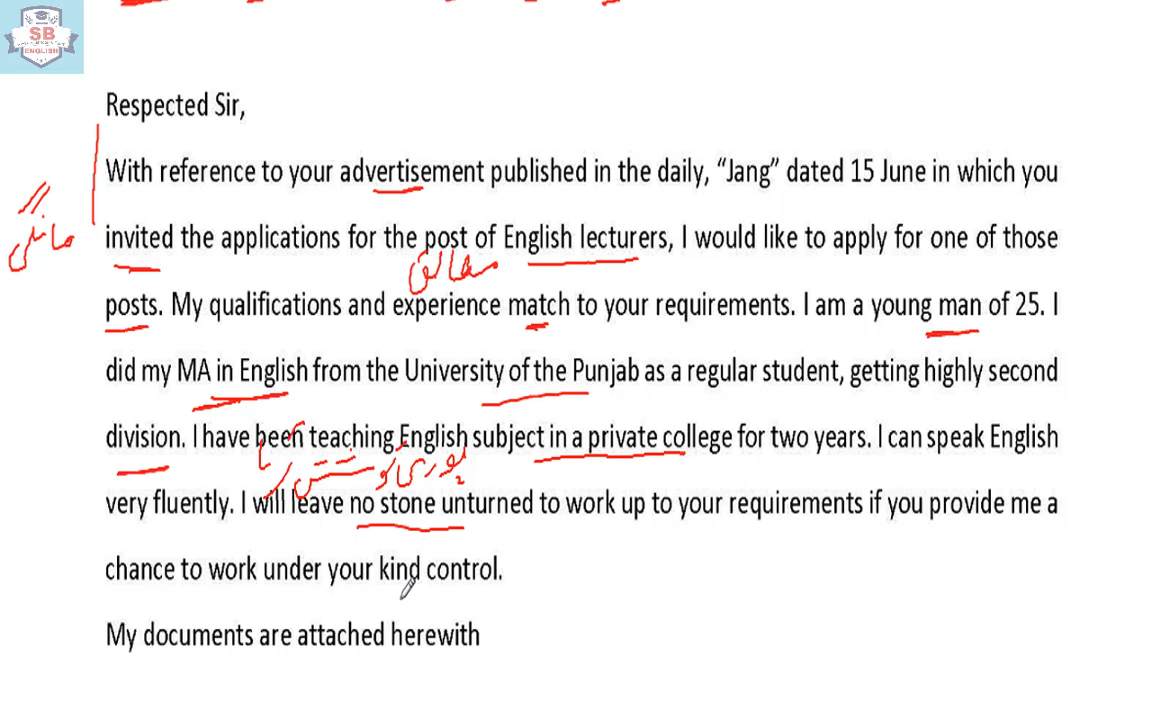 SB
ENGLISH
Respected Sir,
With reference to your advertisement published in the daily, “Jang” dated 15 June in which you
مانگیں
invited the applications for the post of English lecturers, I would like to apply for one of those
مطابق
posts. My qualifications and experience match to your requirements. I am a young man of 25. I
did my MA in English from the University of the Punjab as a regular student, getting highly second
division. I have been teaching English subject in a private college for two years. I can speak English
پوری کوشش کرنا
very fluently. I will leave no stone unturned to work up to your requirements if you provide me a
chance to work under your kind control.
My documents are attached herewith